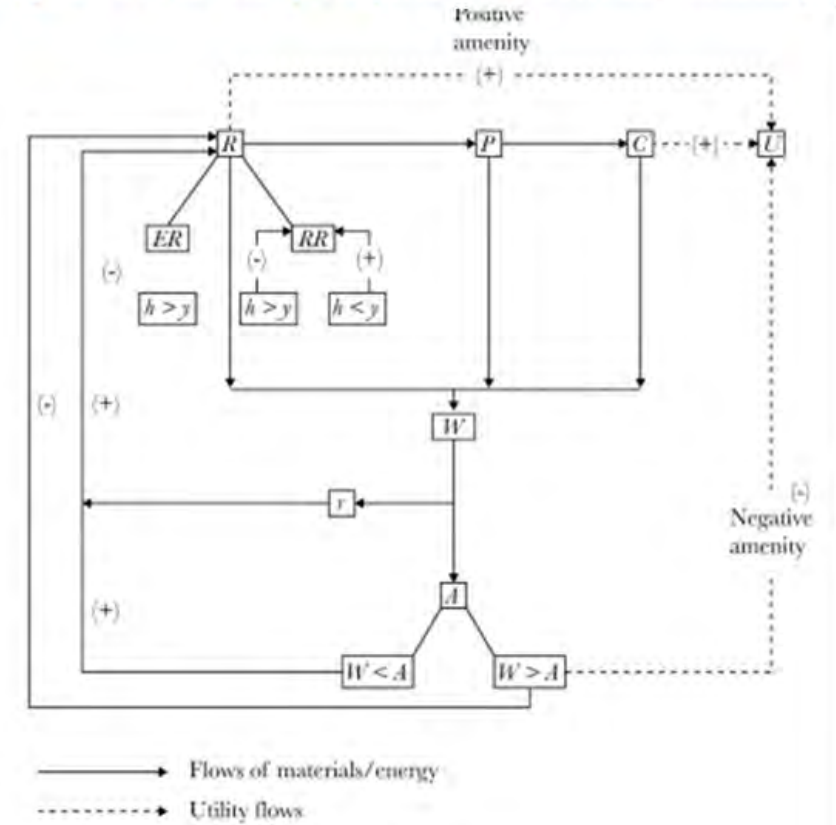 Positive
amenity
(+)
R
P
C
(+)
U
ER
RR
(-)
(-)
(+)
h > y
h > y
h < y
(-)
(+)
W
r
(-)
Negative
amenity
A
(+)
W < A
W > A
Flows of materials/energy
Utility flows